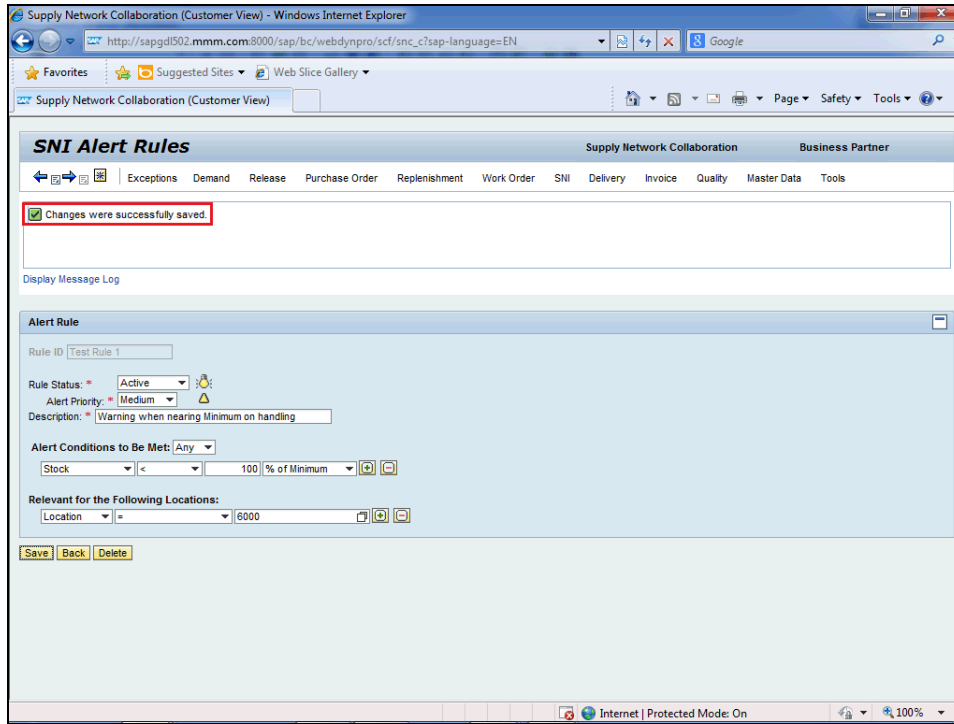 Supply Network Collaboration (Customer View) - Windows Internet Explorer
http://sapgdl502.mmm.com:8000/sap/bc/webdynpro/scf/snc_c?sap-language=EN
Google
Favorites Suggested Sites Web Slice Gallery
Supply Network Collaboration (Customer View)
Page Safety Tools
SNI Alert Rules Supply Network Collaboration Business Partner
Exceptions Demand Release Purchase Order Replenishment Work Order SNI Delivery Invoice Quality Master Data Tools
Changes were successfully saved.
Display Message Log
Alert Rule
Rule ID Test Rule 1
Rule Status: * Active
Alert Priority: * Medium
Description: * Warning when nearing Minimum on handling
Alert Conditions to Be Met: Any
Stock < 100 % of Minimum
Relevant for the Following Locations:
Location = 6000
Save Back Delete
Internet | Protected Mode: On 100%